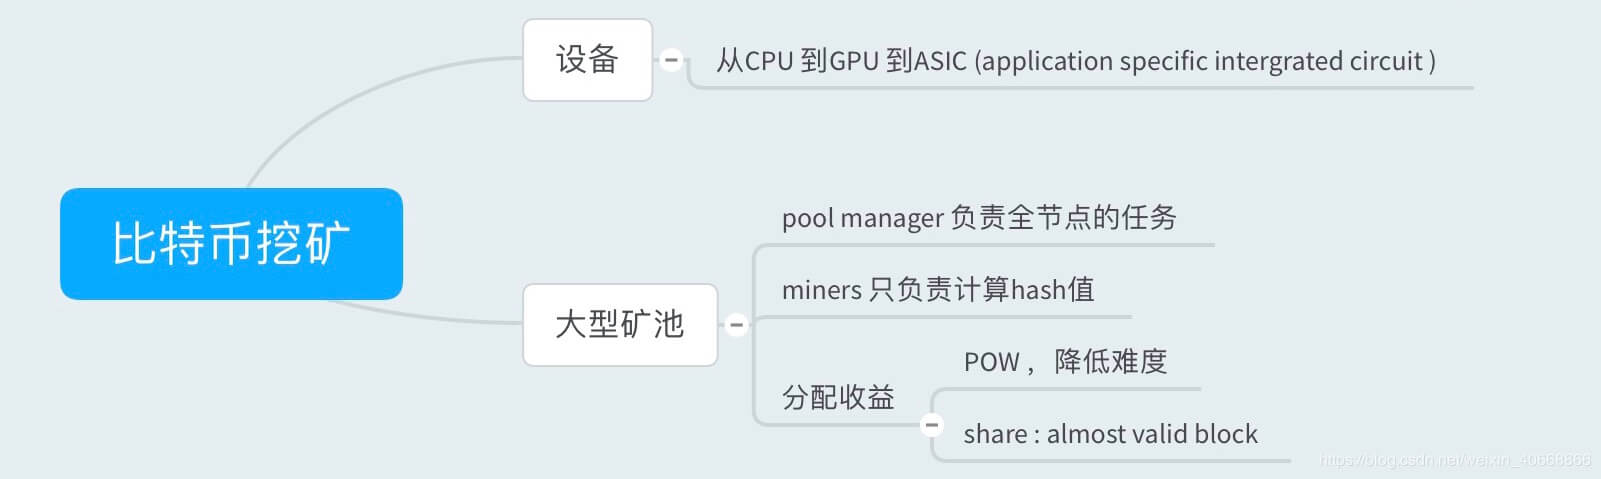 设备
从CPU 到GPU 到ASIC (application specific intergrated circuit )
比特币挖矿
pool manager 负责全节点的任务
miners 只负责计算hash值
大型矿池
POW ， 降低难度
分配收益
share : almost valid block
https://blog.csdn.net/weixin_40668866